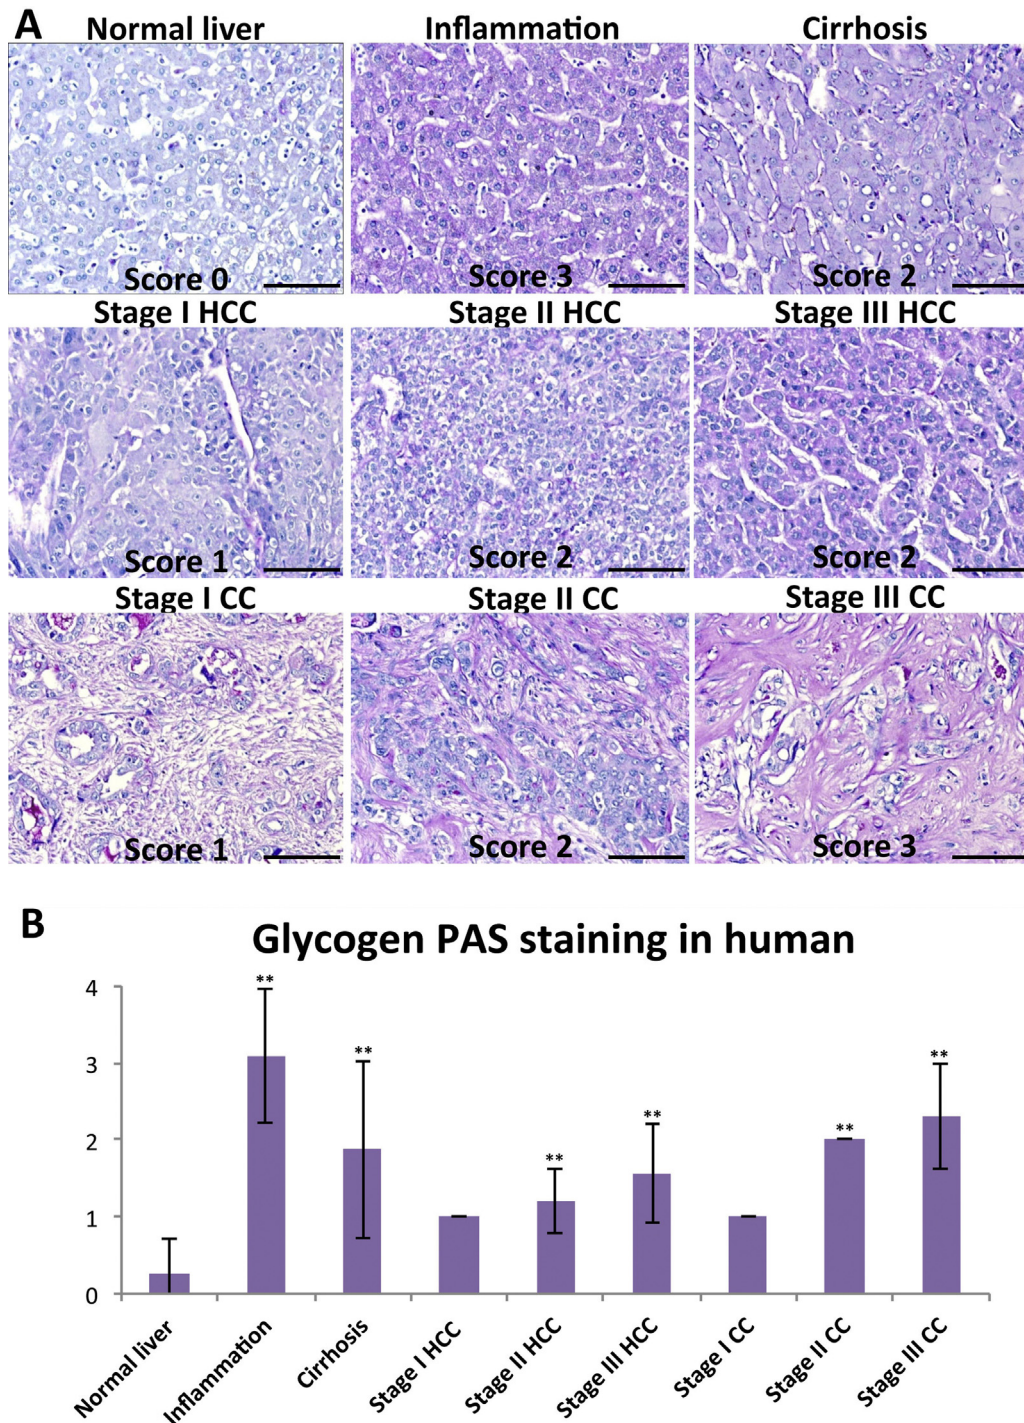 A
Normal liver Inflammation Cirrhosis
Score 0 Score 3 Score 2
Stage I HCC Stage II HCC Stage III HCC
Score 1 Score 2 Score 2
Stage I CC Stage II CC Stage III CC
Score 1 Score 2 Score 3
B
Glycogen PAS staining in human
4
3
2
1
0
** ** ** ** ** **
Normal liver Inflammation Cirrhosis Stage I HCC Stage II HCC Stage III HCC Stage I CC Stage II CC Stage III CC